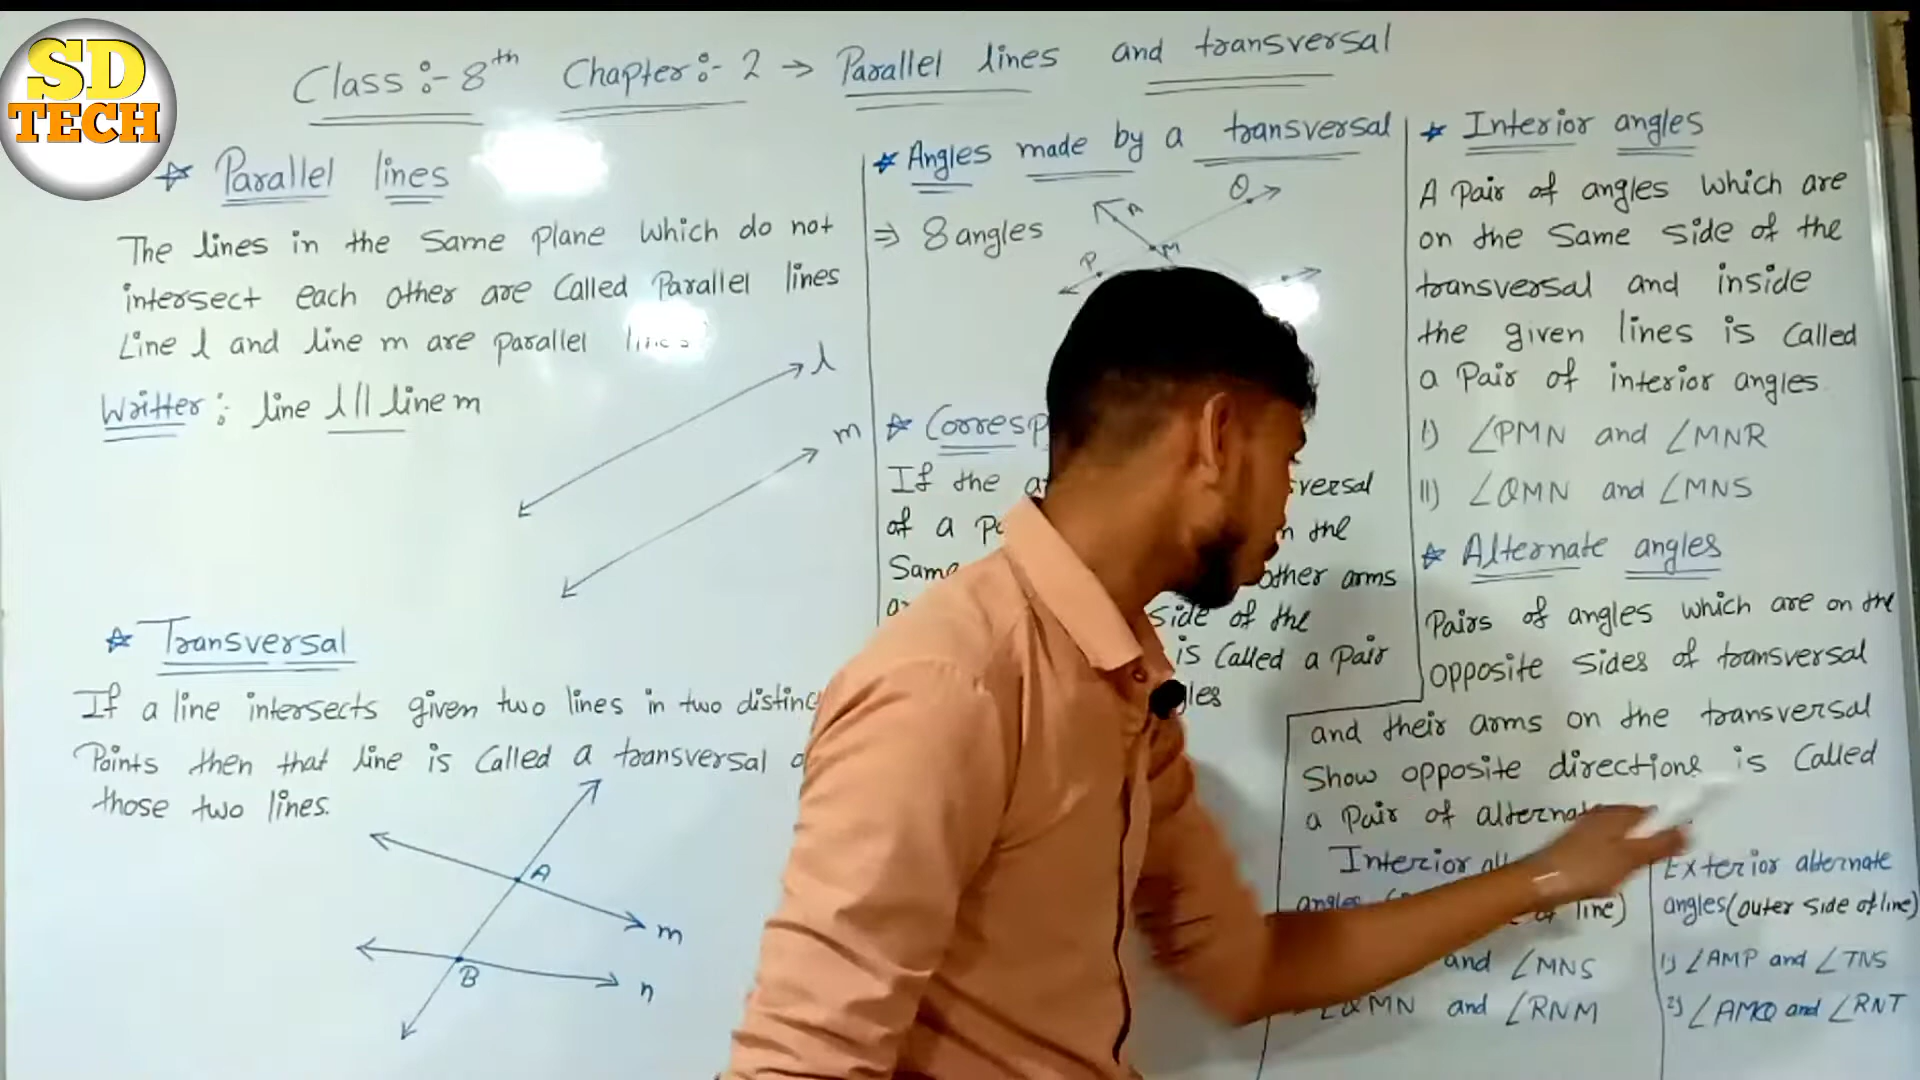 SD
TECH
Class :- 8th Chapter :- 2 → Parallel lines and transversal
☆ Parallel lines
The lines in the Same plane which do not
intersect each other are Called Parallel lines
Line l and line m are parallel lines
Writter : line l || line m
l
m
☆ Transversal
If a line intersects given two lines in two distinc
Points then that line is Called a transversal
those two lines.
A
m
B
n
☆ Angles made by a transversal
⇒ 8 angles
A
Q
P
M
☆ Corresp
If the
of a the
Same other arms
Side of the
is Called a Pair
☆ Interior angles
A Pair of angles which are
on the Same Side of the
transversal and inside
the given lines is Called
a Pair of interior angles
I) ∠PMN and ∠MNR
II) ∠QMN and ∠MNS
☆ Alternate angles
Pairs of angles which are on the
opposite Sides of transversal
and their arms on the transversal
Show opposite directions is Called
a Pair of alternat
Interior
angles line)
and ∠MNS
∠QMN and ∠RNM
Exterior alternate
angles (outer side of line)
1) ∠AMP and ∠TNS
2) ∠AMQ and ∠RNT